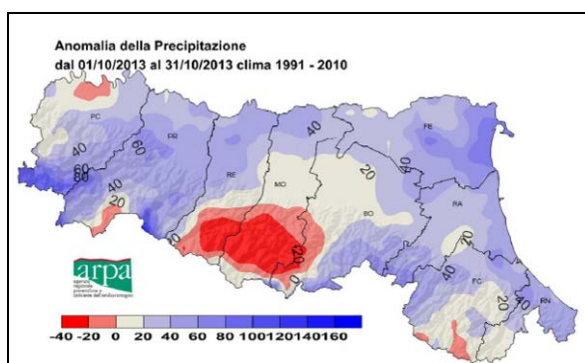 Anomalia della Precipitazione
dal 01/10/2013 al 31/10/2013 clima 1991 - 2010
PC
40
60
60
80
40
20
PR
RE
MO
40
BO
20
40
FE
RA
20
40
FC
20
40
RN
20
0
arpa
-40 -20 0 20 40 60 80 100 120 140 160